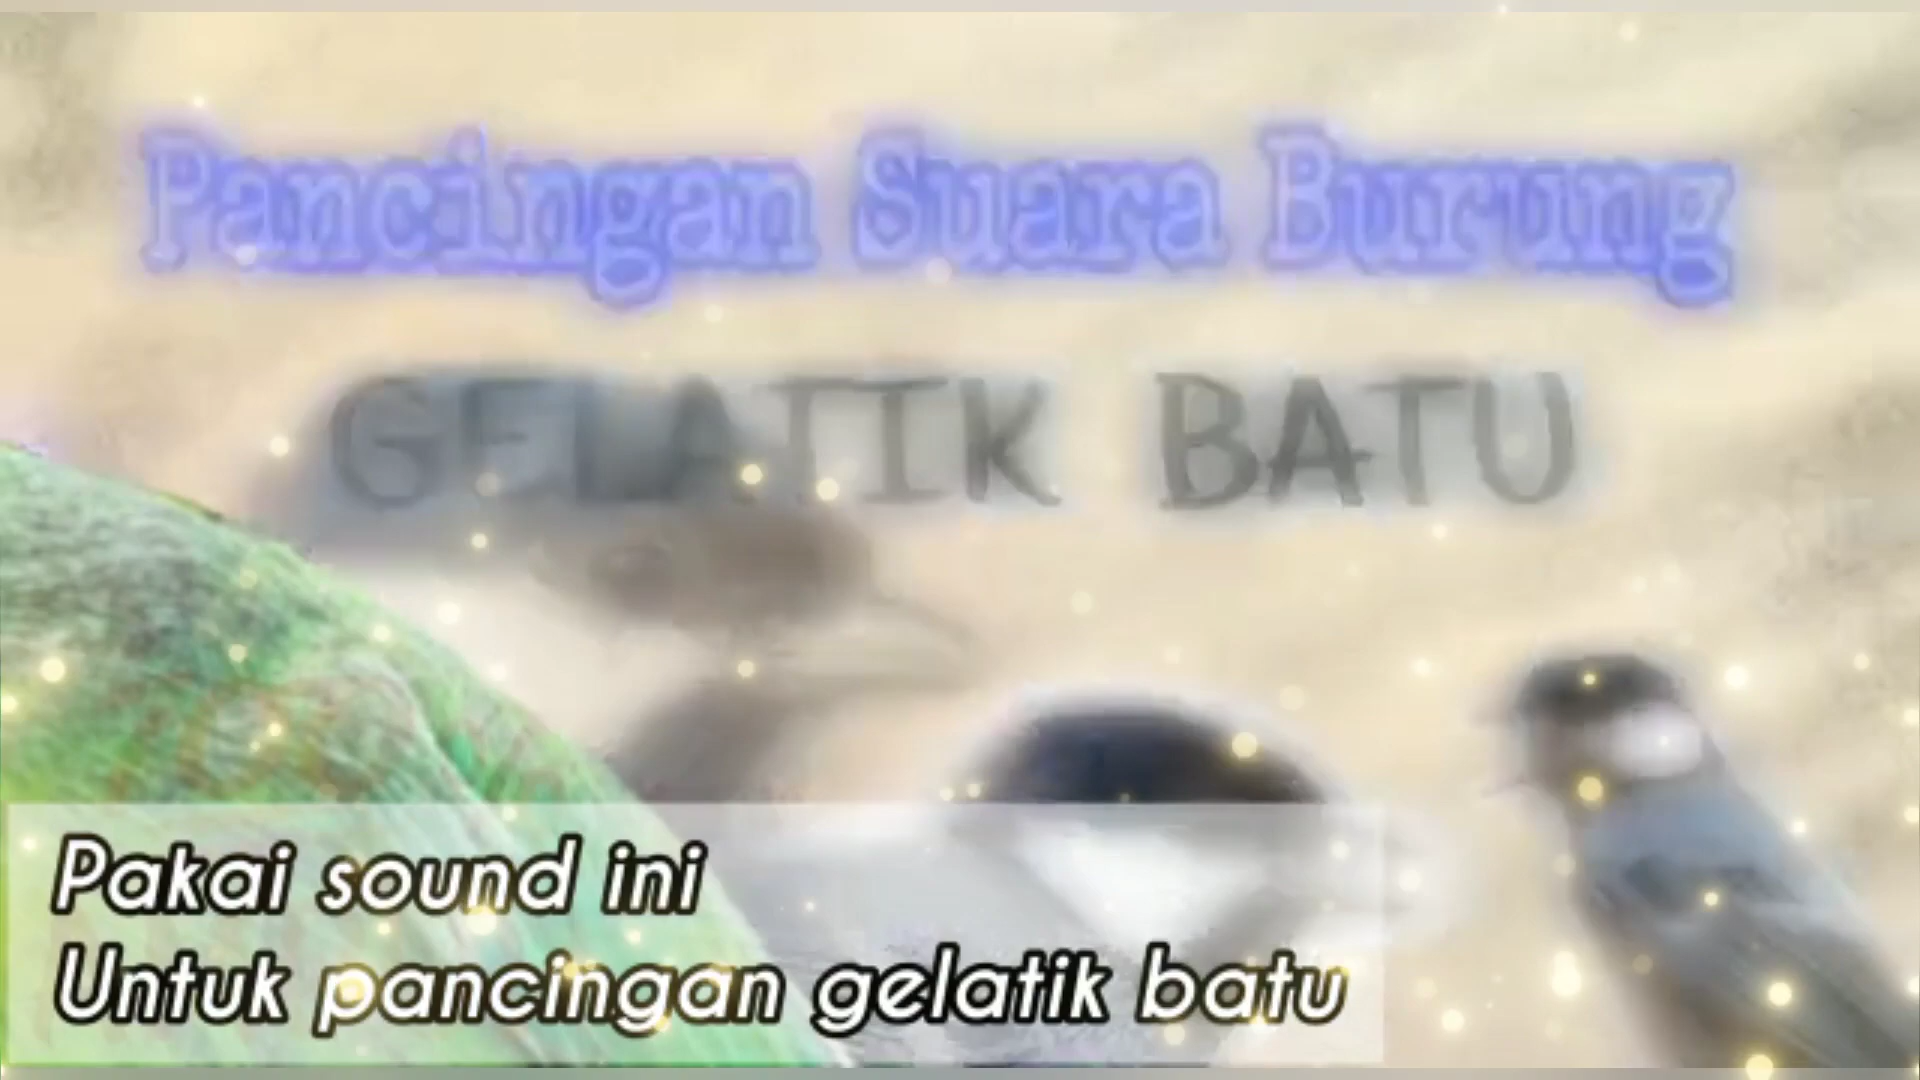 Pancingan Suara Burung
GELATIK BATU
Pakai sound ini
Untuk pancingan gelatik batu